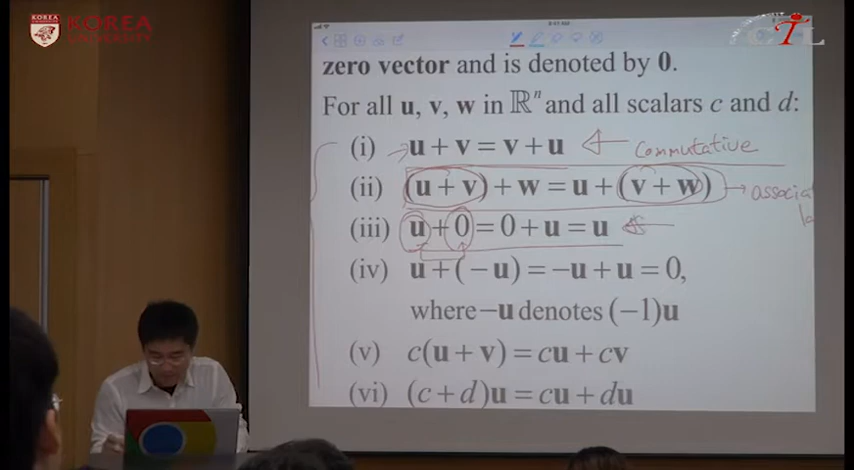 KOREA
UNIVERSITY
CTL
zero vector and is denoted by 0.
For all u, v, w in ℝⁿ and all scalars c and d:
(i) u + v = v + u Commutative
(ii) (u + v) + w = u + (v + w) → associa
(iii) u + 0 = 0 + u = u
(iv) u + (−u) = −u + u = 0,
where −u denotes (−1)u
(v) c(u + v) = cu + cv
(vi) (c + d)u = cu + du